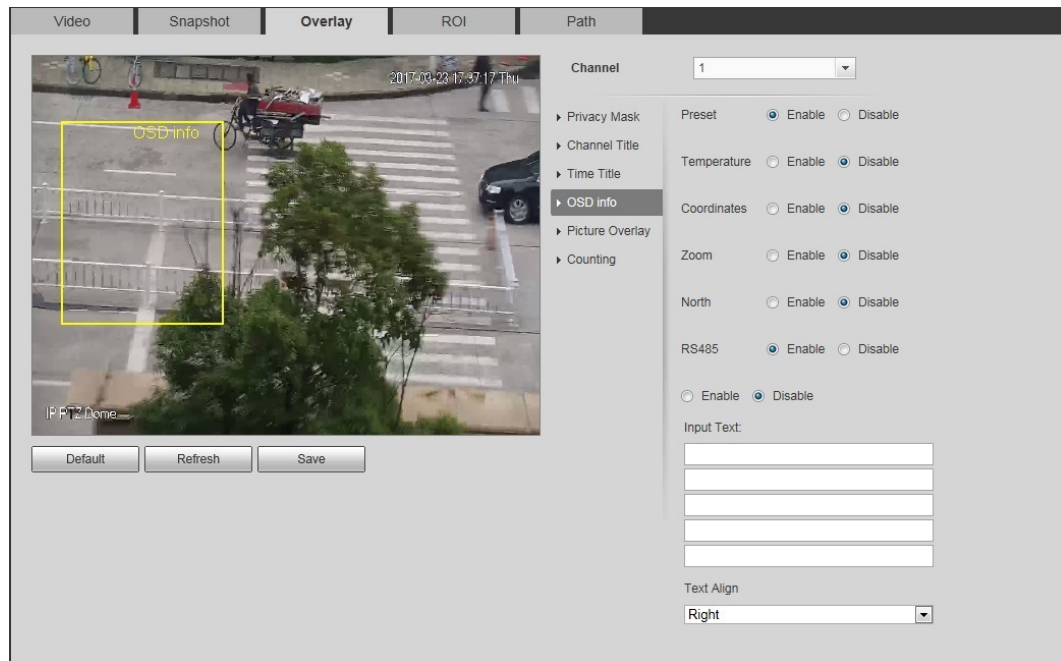 Video Snapshot Overlay ROI Path
2017-03-23 17:37:17 Thu
OSD info
IP PTZ Dome
Default Refresh Save
Channel 1
Privacy Mask
Channel Title
Time Title
OSD info
Picture Overlay
Counting
Preset Enable Disable
Temperature Enable Disable
Coordinates Enable Disable
Zoom Enable Disable
North Enable Disable
RS485 Enable Disable
Enable Disable
Input Text:
Text Align
Right